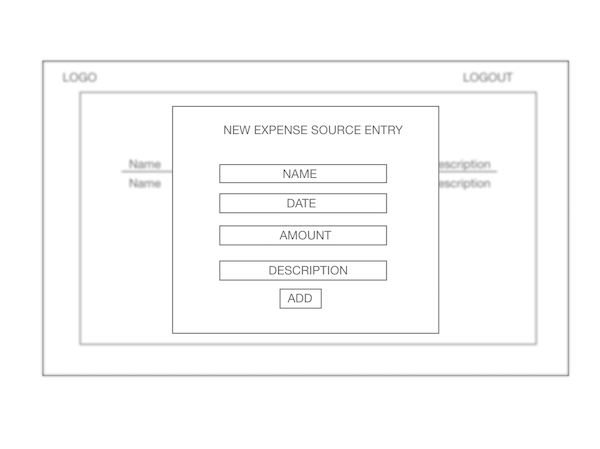 LOGO LOGOUT
NEW EXPENSE SOURCE ENTRY
Name escription
NAME
Name escription
DATE
AMOUNT
DESCRIPTION
ADD